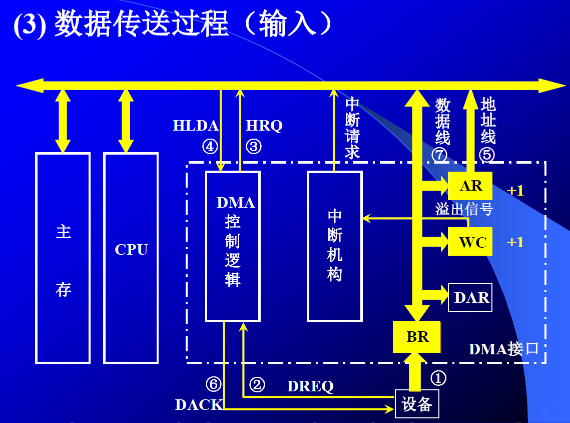 (3) 数据传送过程（输入）
HLDA
④
HRQ
③
中断请求
数据线
⑦
地址线
⑤
主存
CPU
DMA
控制逻辑
中断机构
AR
+1
溢出信号
WC
+1
DAR
BR
DMA接口
⑥
②
DREQ
①
DACK
设备